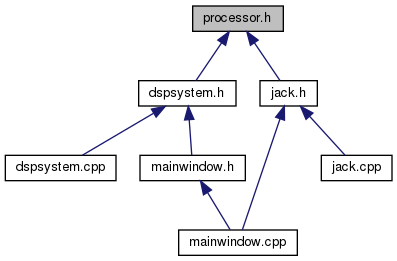 processor.h
dspsystem.h
jack.h
dspsystem.cpp
mainwindow.h
jack.cpp
mainwindow.cpp